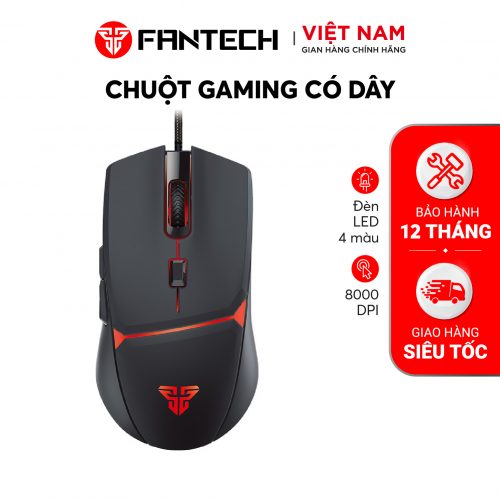 FANTECH
VIỆT NAM
GIAN HÀNG CHÍNH HÃNG
CHUỘT GAMING CÓ DÂY
Đèn
LED
4 màu
8000
DPI
BẢO HÀNH
12 THÁNG
GIAO HÀNG
SIÊU TỐC